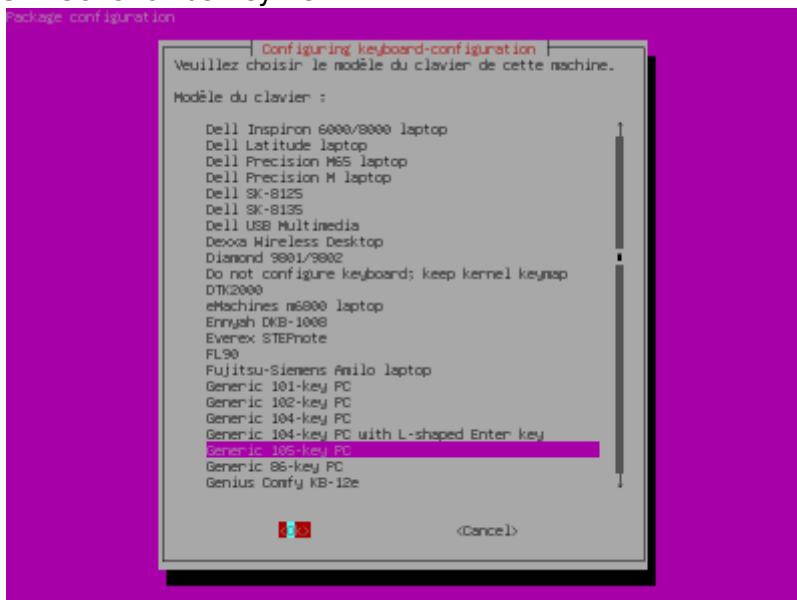 Package configuration
Configuring keyboard-configuration
Veuillez choisir le modèle du clavier de cette machine.
Modèle du clavier :
Dell Inspiron 6000/8000 laptop
Dell Latitude laptop
Dell Precision M65 laptop
Dell Precision M laptop
Dell SK-8125
Dell SK-8135
Dell USB Multimedia
Dexxa Wireless Desktop
Diamond 9801/9802
Do not configure keyboard; keep kernel keymap
DTK2000
eMachines m6800 laptop
Ennyah DKB-1008
Everex STEPnote
FL90
Fujitsu-Siemens Amilo laptop
Generic 101-key PC
Generic 102-key PC
Generic 104-key PC
Generic 104-key PC with L-shaped Enter key
Generic 105-key PC
Generic 86-key PC
Genius Comfy KB-12e
<Ok> <Cancel>